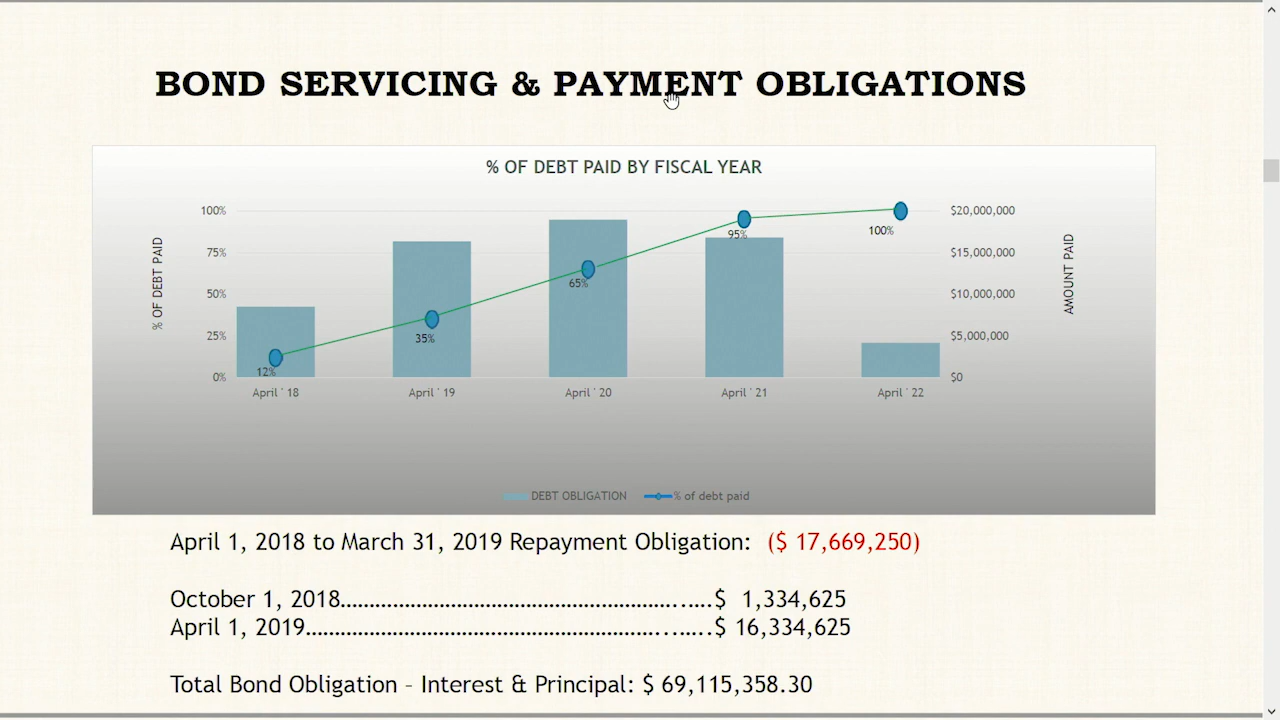 BOND SERVICING & PAYMENT OBLIGATIONS
% OF DEBT PAID BY FISCAL YEAR
% OF DEBT PAID
100%
75%
50%
25%
0%
12%
35%
65%
95%
100%
$20,000,000
$15,000,000
$10,000,000
$5,000,000
$0
AMOUNT PAID
April ' 18 April ' 19 April ' 20 April ' 21 April ' 22
DEBT OBLIGATION % of debt paid
April 1, 2018 to March 31, 2019 Repayment Obligation: ($ 17,669,250)
October 1, 2018……………………………………………………..….$ 1,334,625
April 1, 2019…………………………………………………...…..$ 16,334,625
Total Bond Obligation – Interest & Principal: $ 69,115,358.30